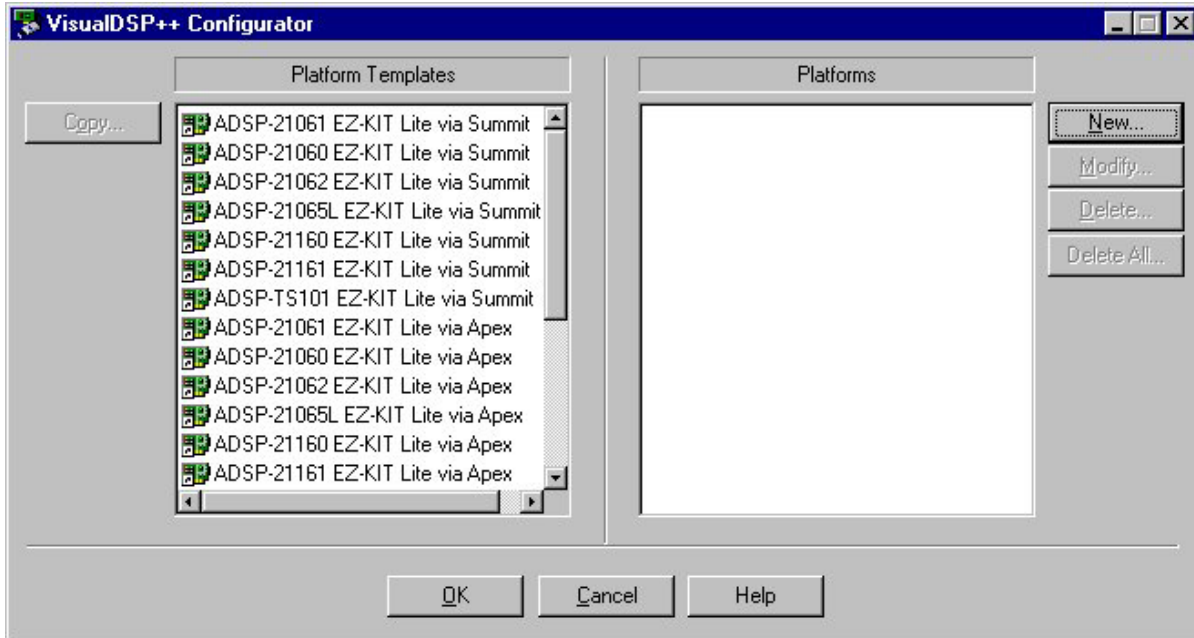 VisualDSP++ Configurator
Platform Templates
Platforms
Copy...
ADSP-21061 EZ-KIT Lite via Summit
ADSP-21060 EZ-KIT Lite via Summit
ADSP-21062 EZ-KIT Lite via Summit
ADSP-21065L EZ-KIT Lite via Summit
ADSP-21160 EZ-KIT Lite via Summit
ADSP-21161 EZ-KIT Lite via Summit
ADSP-TS101 EZ-KIT Lite via Summit
ADSP-21061 EZ-KIT Lite via Apex
ADSP-21060 EZ-KIT Lite via Apex
ADSP-21062 EZ-KIT Lite via Apex
ADSP-21065L EZ-KIT Lite via Apex
ADSP-21160 EZ-KIT Lite via Apex
ADSP-21161 EZ-KIT Lite via Apex
New...
Modify...
Delete...
Delete All...
OK
Cancel
Help